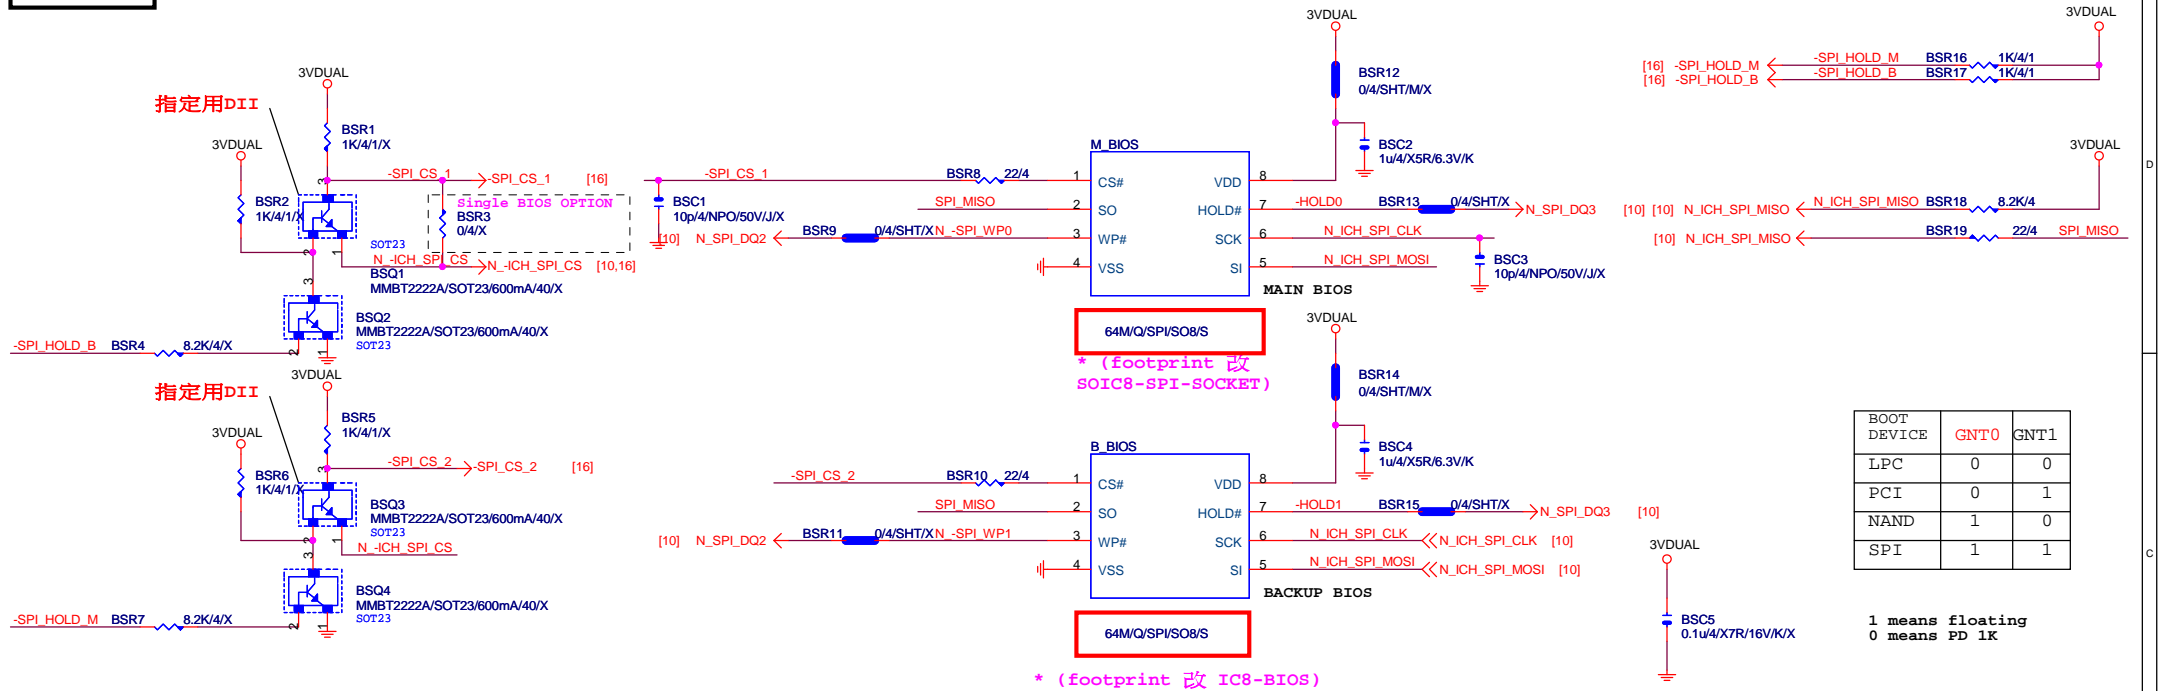 3VDUAL
指定用DII
BSR1
1K/4/1/X
3VDUAL
BSR2
1K/4/1/X
3
2
1
-SPI_CS_1
-SPI_CS_1 [16]
Single BIOS OPTION
BSR3
0/4/X
SOT23
N_-ICH_SPI_CS
N_-ICH_SPI_CS [10,16]
BSQ1
MMBT2222A/SOT23/600mA/40/X
3
BSQ2
MMBT2222A/SOT23/600mA/40/X
SOT23
-SPI_HOLD_B BSR4 8.2K/4/X
2
1
3VDUAL
指定用DII
BSR5
1K/4/1/X
3VDUAL
BSR6
1K/4/1/X
3
2
1
-SPI_CS_2
-SPI_CS_2 [16]
BSQ3
MMBT2222A/SOT23/600mA/40/X
SOT23
N_-ICH_SPI_CS
3
BSQ4
MMBT2222A/SOT23/600mA/40/X
SOT23
-SPI_HOLD_M BSR7 8.2K/4/X
2
1
3VDUAL
BSR12
0/4/SHT/M/X
BSC2
1u/4/X5R/6.3V/K
M_BIOS
-SPI_CS_1 BSR8 22/4 1 CS# VDD 8
BSC1
10p/4/NPO/50V/J/X
SPI_MISO 2 SO HOLD# 7 -HOLD0 BSR13 0/4/SHT/X N_SPI_DQ3 [10]
[10] N_SPI_DQ2 BSR9 0/4/SHT/X N_-SPI_WP0 3 WP# SCK 6 N_ICH_SPI_CLK
4 VSS SI 5 N_ICH_SPI_MOSI
BSC3
10p/4/NPO/50V/J/X
MAIN BIOS
64M/Q/SPI/SO8/S
* (footprint 改
SOIC8-SPI-SOCKET)
3VDUAL
BSR14
0/4/SHT/M/X
BSC4
1u/4/X5R/6.3V/K
B_BIOS
-SPI_CS_2 BSR10 22/4 1 CS# VDD 8
SPI_MISO 2 SO HOLD# 7 -HOLD1 BSR15 0/4/SHT/X N_SPI_DQ3 [10]
[10] N_SPI_DQ2 BSR11 0/4/SHT/X N_-SPI_WP1 3 WP# SCK 6 N_ICH_SPI_CLK N_ICH_SPI_CLK [10]
4 VSS SI 5 N_ICH_SPI_MOSI N_ICH_SPI_MOSI [10]
BACKUP BIOS
64M/Q/SPI/SO8/S
* (footprint 改 IC8-BIOS)
3VDUAL
[16] -SPI_HOLD_M -SPI_HOLD_M BSR16 1K/4/1
[16] -SPI_HOLD_B -SPI_HOLD_B BSR17 1K/4/1
3VDUAL
[10] N_ICH_SPI_MISO N_ICH_SPI_MISO BSR18 8.2K/4
[10] N_ICH_SPI_MISO BSR19 22/4 SPI_MISO
D
C
3VDUAL
BSC5
0.1u/4/X7R/16V/K/X
BOOT
DEVICE GNT0 GNT1
LPC 0 0
PCI 0 1
NAND 1 0
SPI 1 1
1 means floating
0 means PD 1K